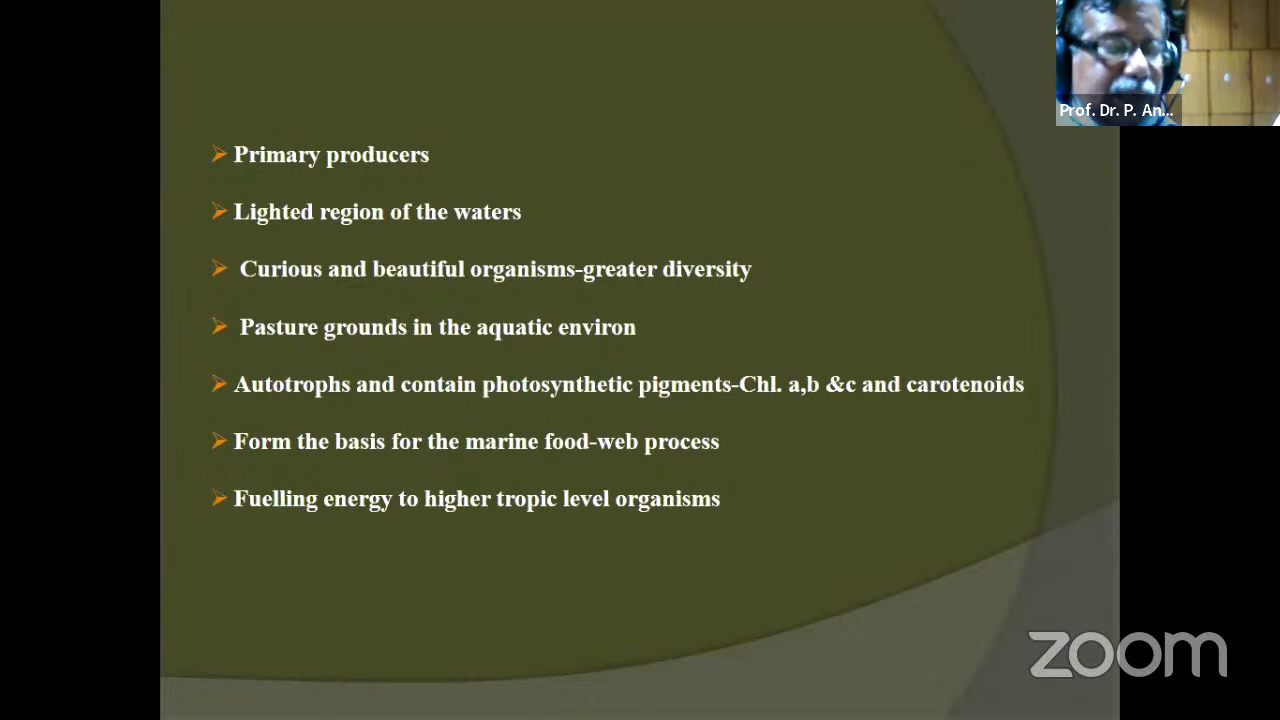 Prof. Dr. P. An...
Primary producers
Lighted region of the waters
Curious and beautiful organisms-greater diversity
Pasture grounds in the aquatic environ
Autotrophs and contain photosynthetic pigments-Chl. a,b &c and carotenoids
Form the basis for the marine food-web process
Fuelling energy to higher tropic level organisms
zoom